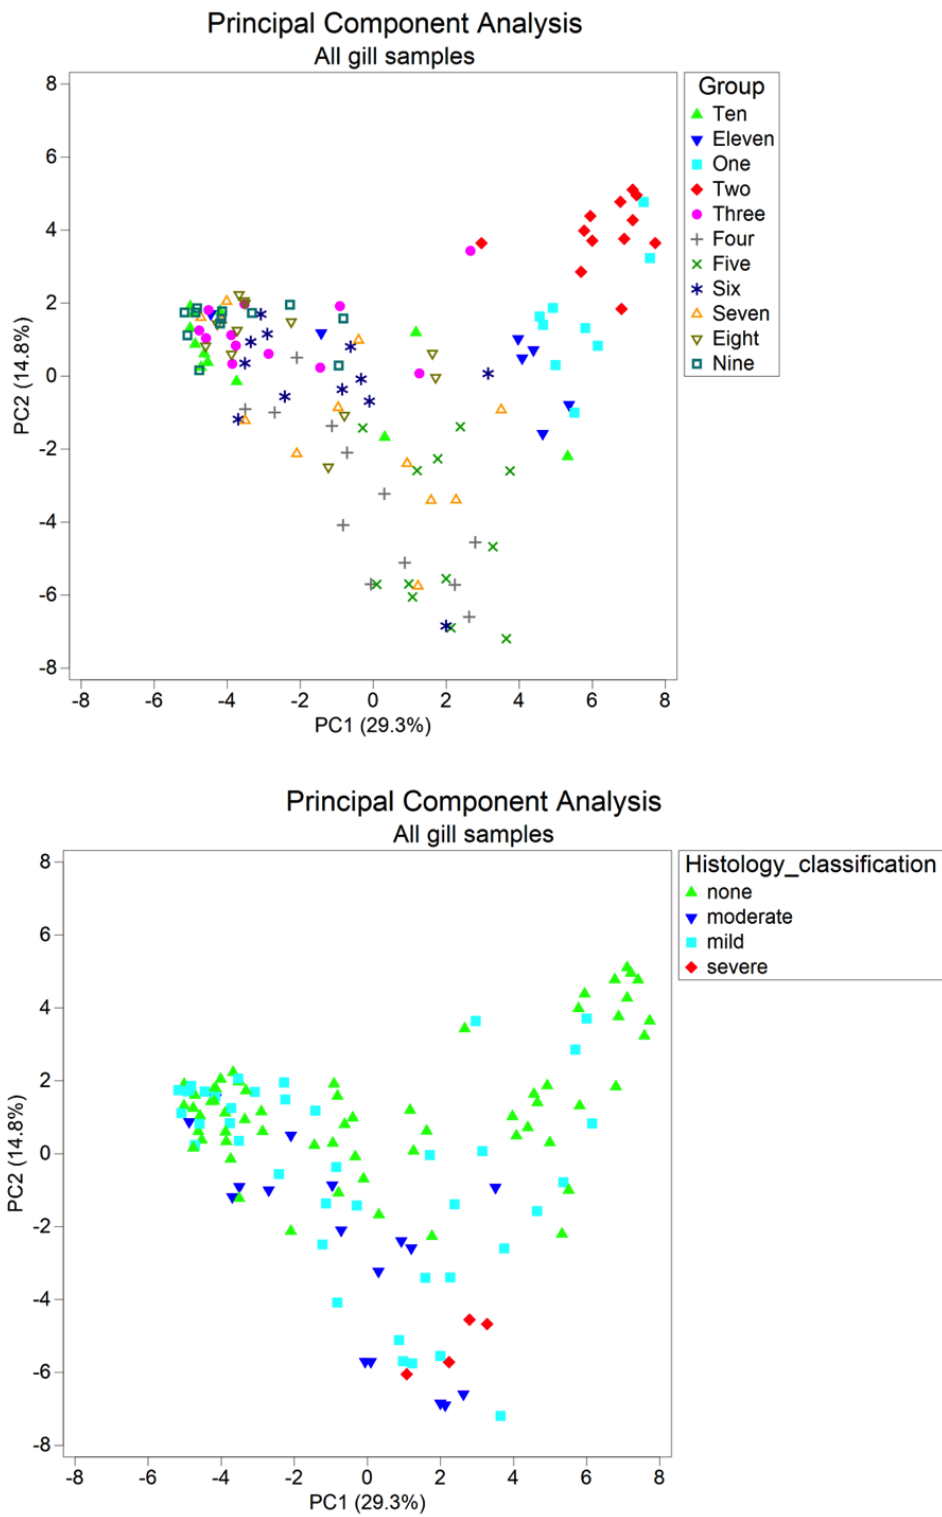 Principal Component Analysis
All gill samples
8
6
4
2
0
-2
-4
-6
-8
PC2 (14.8%)
-8 -6 -4 -2 0 2 4 6 8
PC1 (29.3%)
Group
Ten
Eleven
One
Two
Three
Four
Five
Six
Seven
Eight
Nine
Principal Component Analysis
All gill samples
8
6
4
2
0
-2
-4
-6
-8
PC2 (14.8%)
-8 -6 -4 -2 0 2 4 6 8
PC1 (29.3%)
Histology_classification
none
moderate
mild
severe